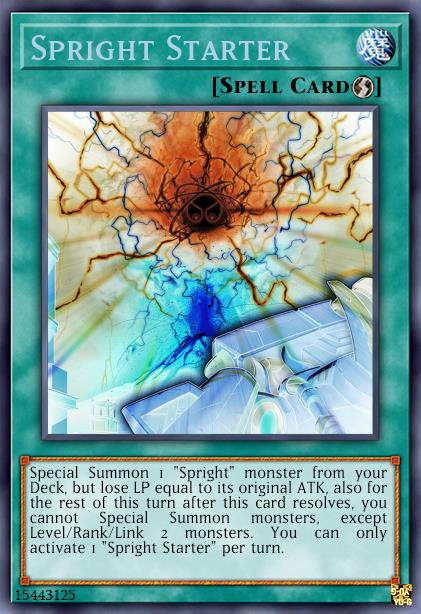 Spright Starter
魔
[Spell Card]
Special Summon 1 "Spright" monster from your
Deck, but lose LP equal to its original ATK, also for
the rest of this turn after this card resolves, you
cannot Special Summon monsters, except
Level/Rank/Link 2 monsters. You can only
activate 1 "Spright Starter" per turn.
15443125